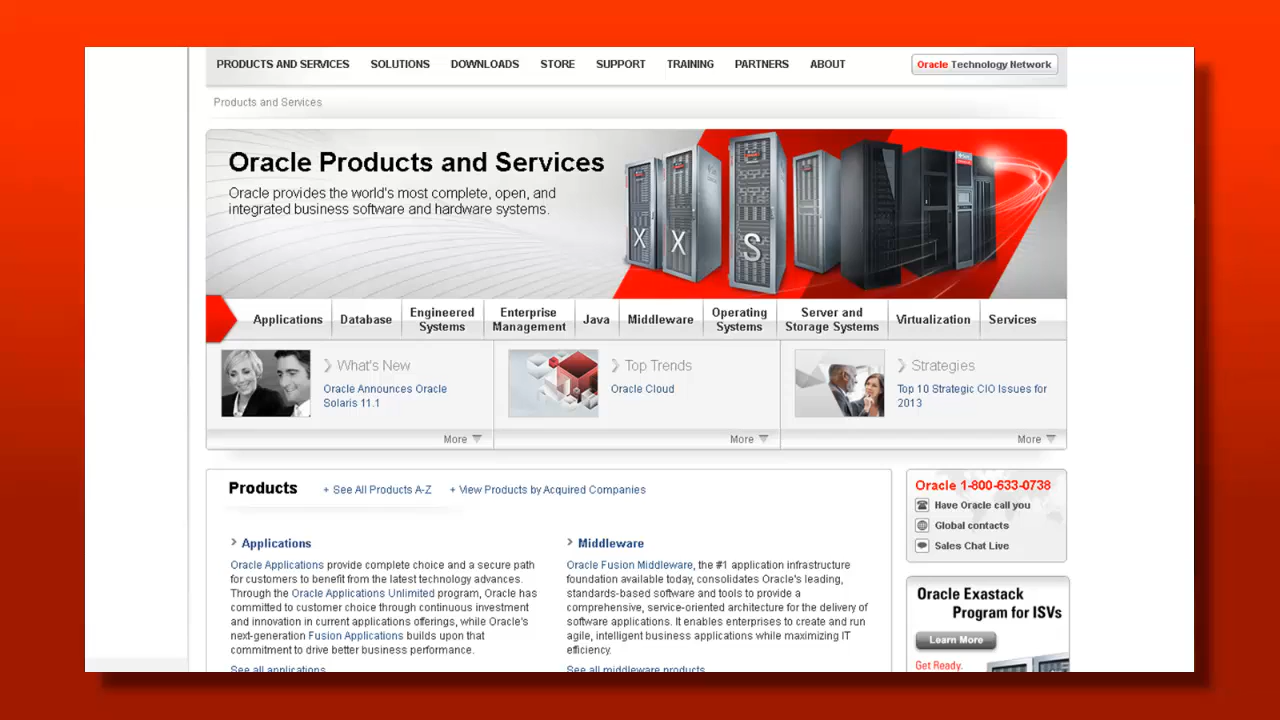 PRODUCTS AND SERVICES SOLUTIONS DOWNLOADS STORE SUPPORT TRAINING PARTNERS ABOUT Oracle Technology Network
Products and Services
Oracle Products and Services
Oracle provides the world's most complete, open, and
integrated business software and hardware systems.
X X S
Applications Database Engineered Systems Enterprise Management Java Middleware Operating Systems Server and Storage Systems Virtualization Services
What's New
Oracle Announces Oracle
Solaris 11.1
More
Top Trends
Oracle Cloud
More
Strategies
Top 10 Strategic CIO Issues for
2013
More
Products + See All Products A-Z + View Products by Acquired Companies
Applications
Oracle Applications provide complete choice and a secure path
for customers to benefit from the latest technology advances.
Through the Oracle Applications Unlimited program, Oracle has
committed to customer choice through continuous investment
and innovation in current applications offerings, while Oracle's
next-generation Fusion Applications builds upon that
commitment to drive better business performance.
See all applications
Middleware
Oracle Fusion Middleware, the #1 application infrastructure
foundation available today, consolidates Oracle's leading,
standards-based software and tools to provide a
comprehensive, service-oriented architecture for the delivery of
software applications. It enables enterprises to create and run
agile, intelligent business applications while maximizing IT
efficiency.
See all middleware products
Oracle 1-800-633-0738
Have Oracle call you
Global contacts
Sales Chat Live
Oracle Exastack
Program for ISVs
Learn More
Get Ready.